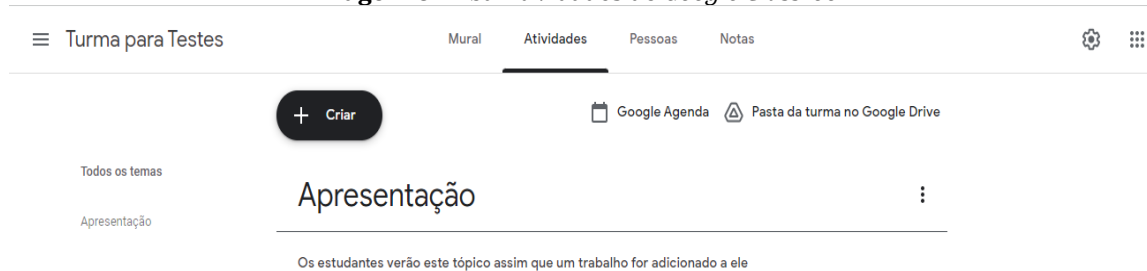 Turma para Testes
Mural Atividades Pessoas Notas
+ Criar
Google Agenda Pasta da turma no Google Drive
Todos os temas
Apresentação
Apresentação
Os estudantes verão este tópico assim que um trabalho for adicionado a ele